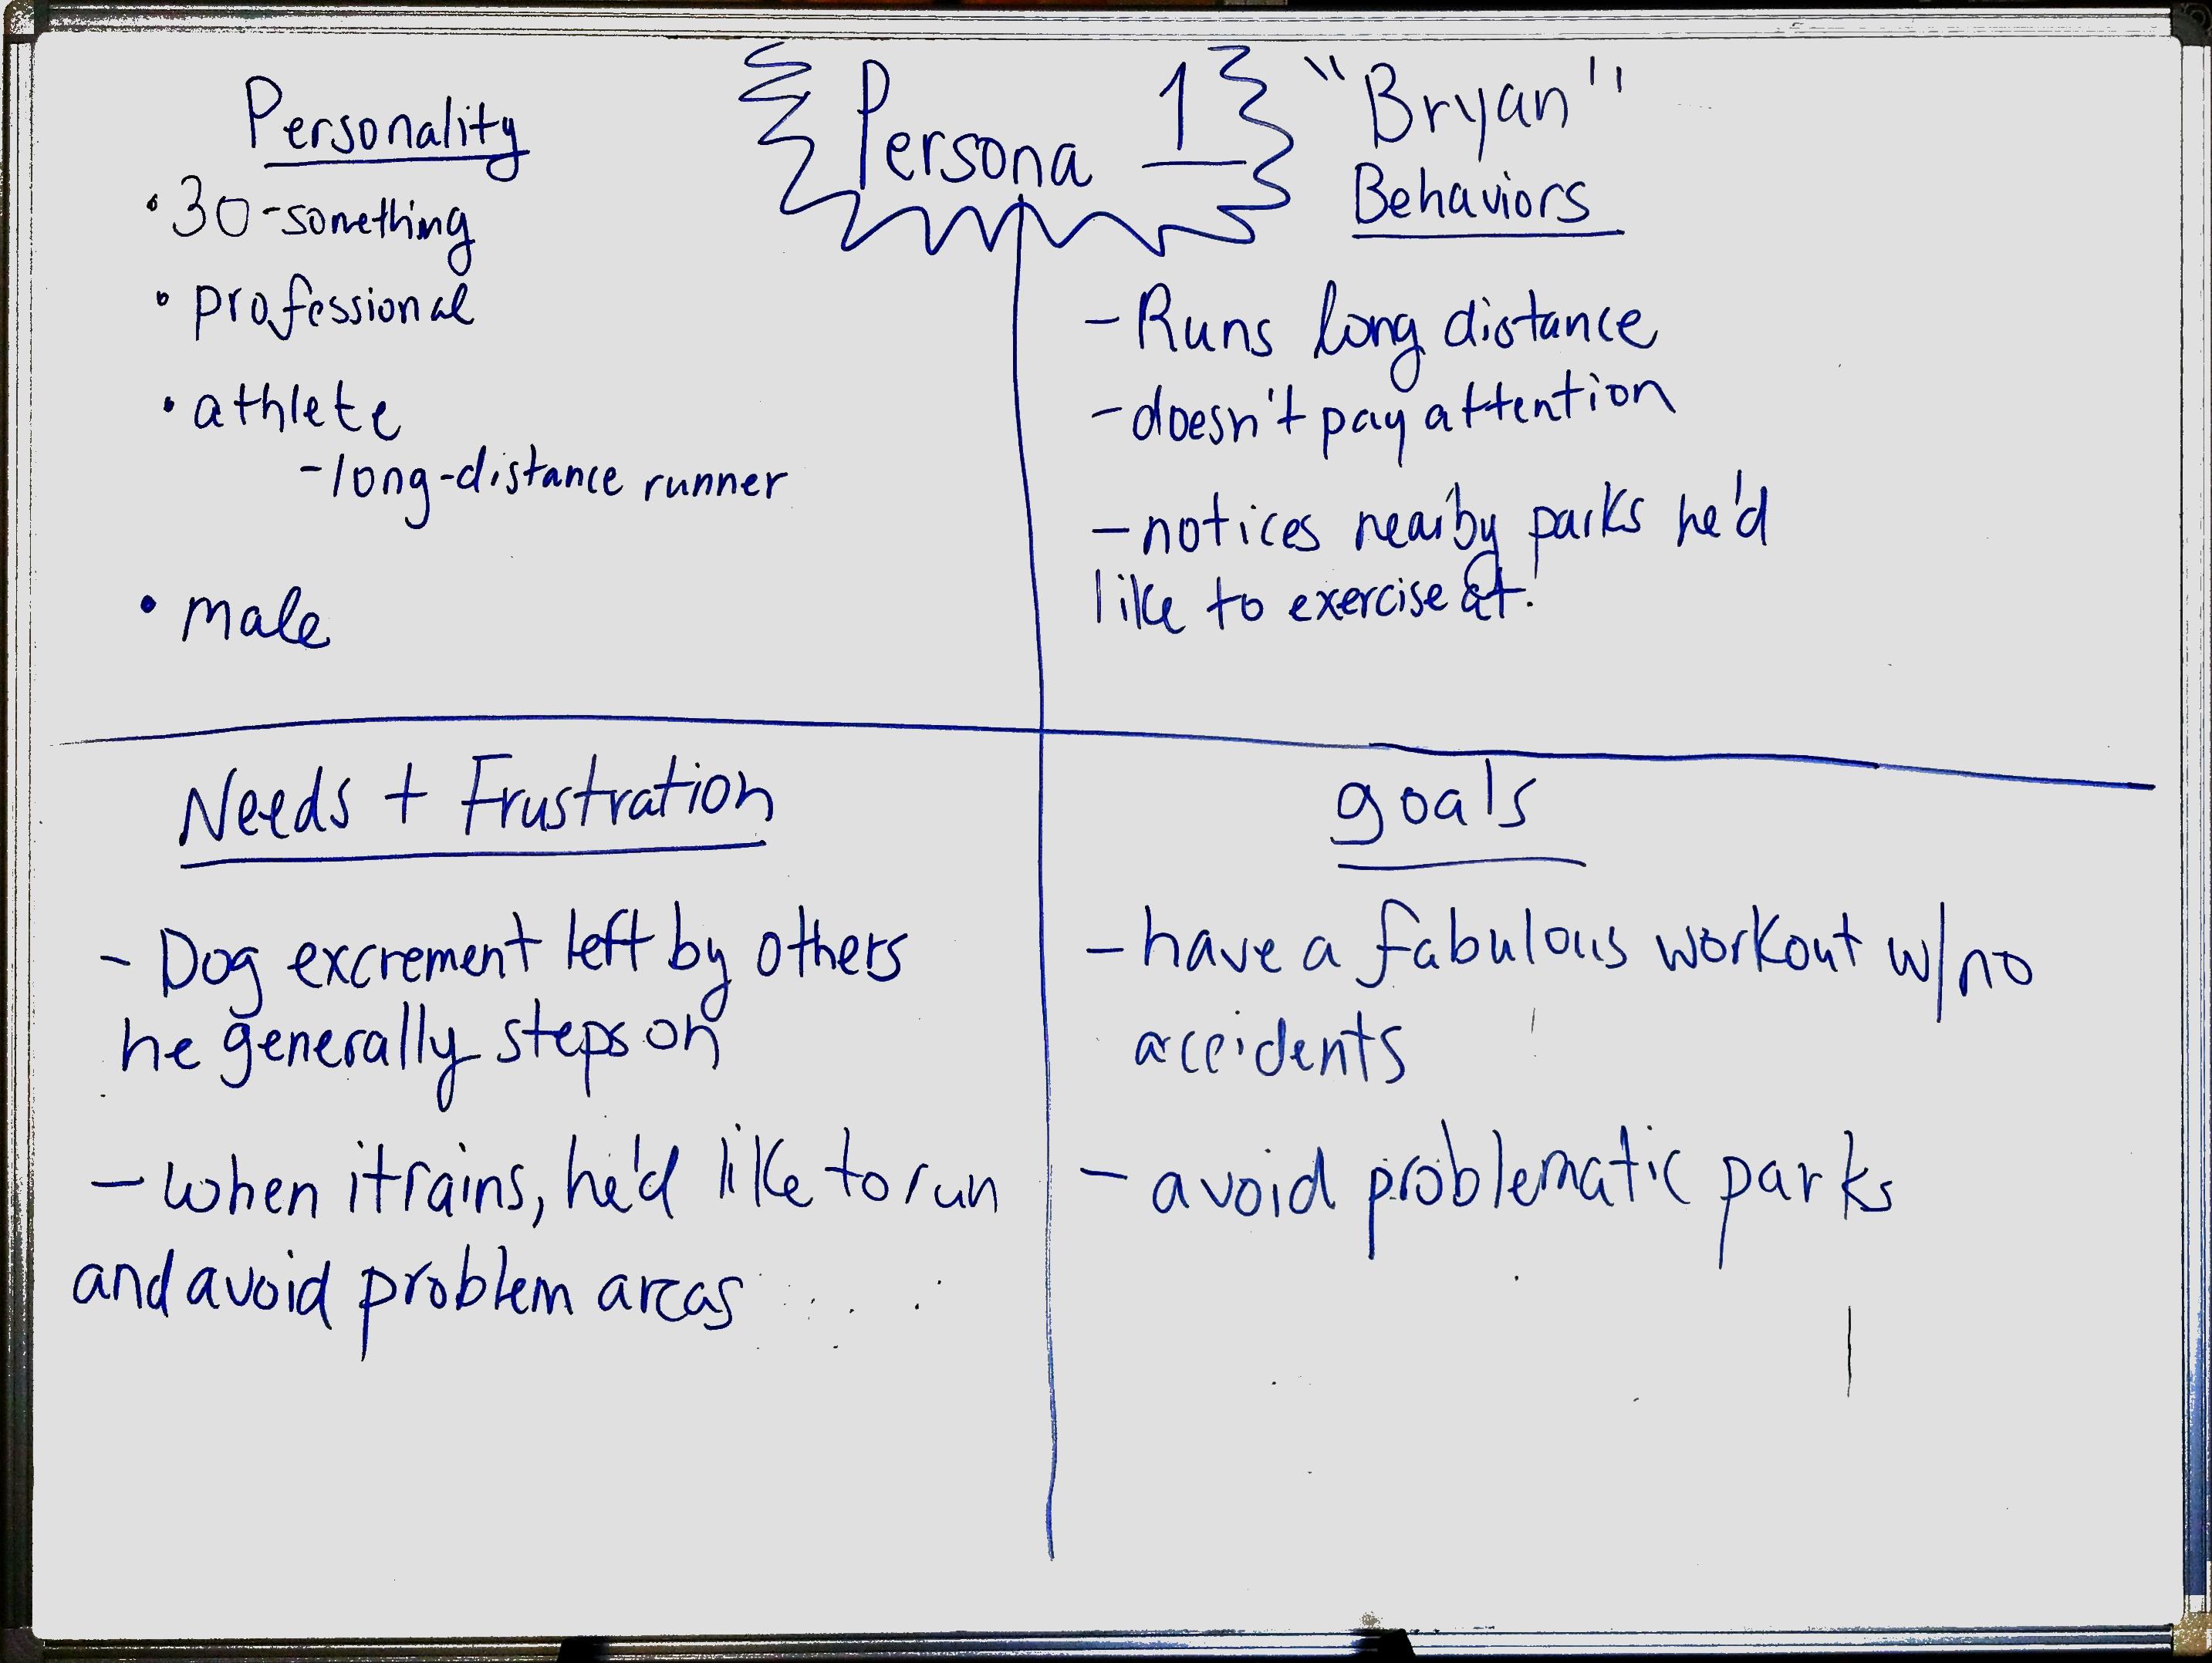 Persona 1 "Bryan"
Personality
• 30-something
• professional
• athlete
- long-distance runner
• male
Behaviors
- Runs long distance
- doesn't pay attention
- notices nearby parks he'd
like to exercise at.
Needs + Frustration
- Dog excrement left by others
he generally steps on
- when it rains, he'd like to run
and avoid problem areas
goals
- have a fabulous workout w/no
accidents
- avoid problematic parks